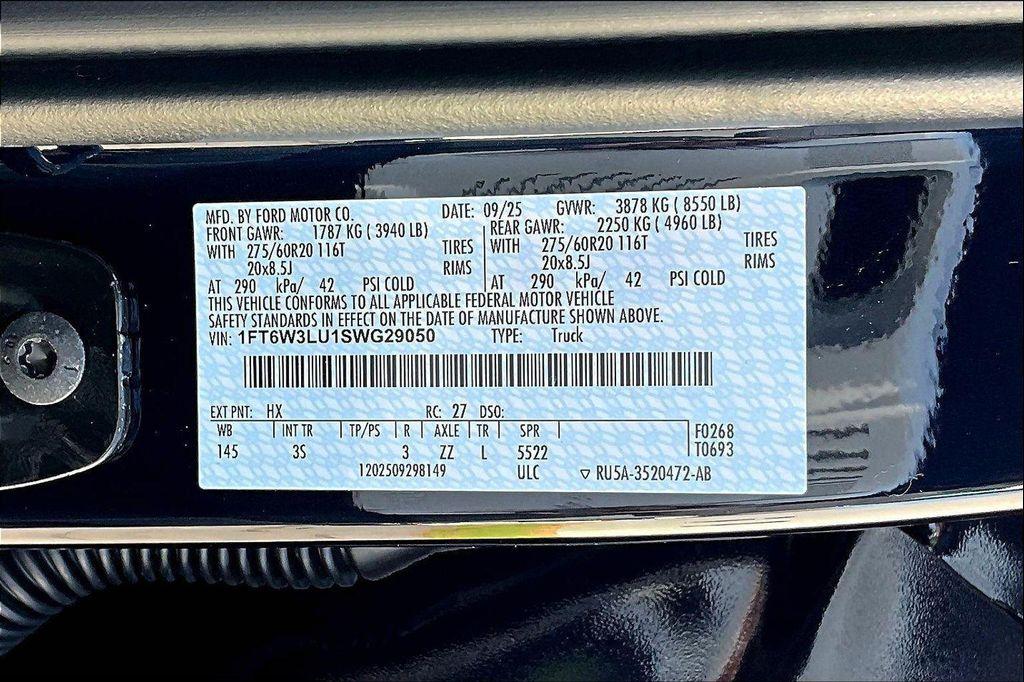 MFD. BY FORD MOTOR CO. DATE: 09/25 GVWR: 3878 KG ( 8550 LB)
FRONT GAWR: 1787 KG ( 3940 LB) REAR GAWR: 2250 KG ( 4960 LB)
WITH 275/60R20 116T TIRES WITH 275/60R20 116T TIRES
20x8.5J RIMS 20x8.5J RIMS
AT 290 kPa/ 42 PSI COLD AT 290 kPa/ 42 PSI COLD
THIS VEHICLE CONFORMS TO ALL APPLICABLE FEDERAL MOTOR VEHICLE
SAFETY STANDARDS IN EFFECT ON THE DATE OF MANUFACTURE SHOWN ABOVE.
VIN: 1FT6W3LU1SWG29050 TYPE: Truck
EXT PNT: HX RC: 27 DSO:
WB INT TR TP/PS R AXLE TR SPR F0268
145 3S 3 ZZ L 5522 T0693
1202509298149 ULC ▽ RU5A-3520472-AB